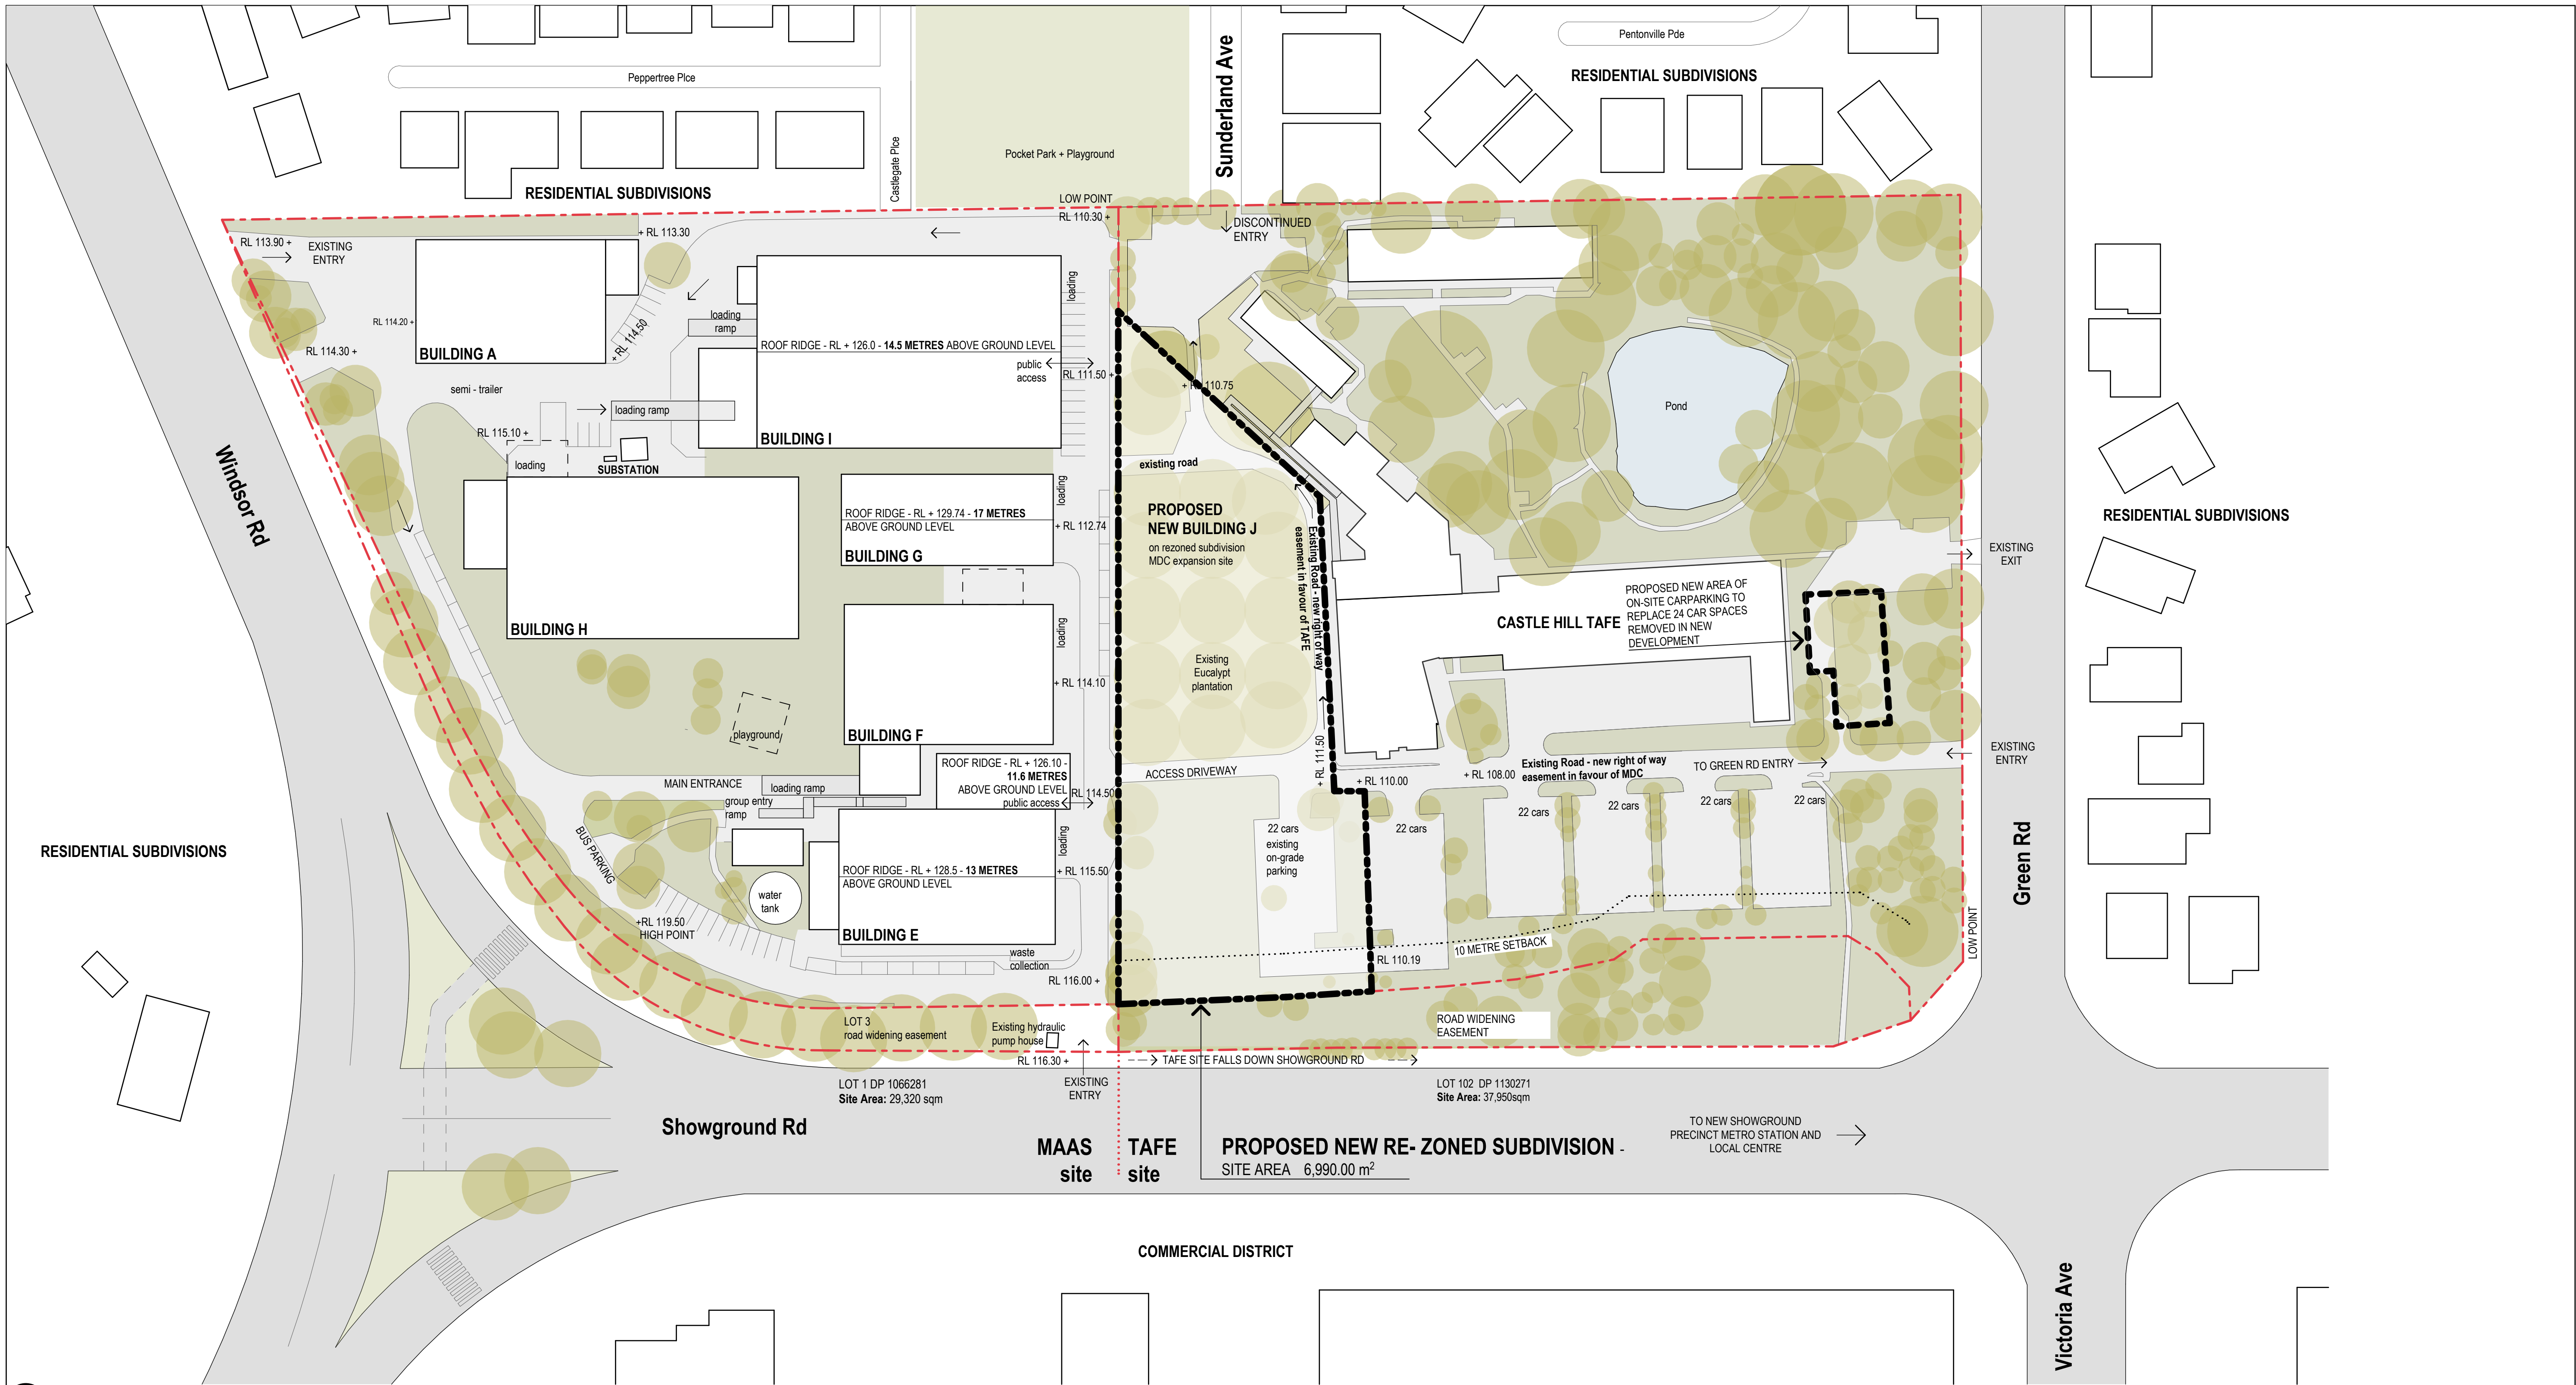 Pentonville Pde
Peppertree Plce
RESIDENTIAL SUBDIVISIONS
Sunderland Ave
Castlegate Plce
Pocket Park + Playground
RESIDENTIAL SUBDIVISIONS
LOW POINT
RL 110.30 +
DISCONTINUED
ENTRY
RL 113.90 +
EXISTING
ENTRY
+ RL 113.30
RL 114.20 +
+ RL 114.50
RL 114.30 +
BUILDING A
loading
ramp
loading
ROOF RIDGE - RL + 126.0 - 14.5 METRES ABOVE GROUND LEVEL
public
access
RL 111.50 +
+ RL 110.75
semi - trailer
loading ramp
BUILDING I
RL 115.10 +
loading
SUBSTATION
Pond
existing road
Windsor Rd
loading
ROOF RIDGE - RL + 129.74 - 17 METRES
ABOVE GROUND LEVEL
BUILDING G
+ RL 112.74
PROPOSED
NEW BUILDING J
on rezoned subdivision
MDC expansion site
Existing Road - new right of way
easement in favour of TAFE
RESIDENTIAL SUBDIVISIONS
EXISTING
EXIT
BUILDING H
loading
CASTLE HILL TAFE
PROPOSED NEW AREA OF
ON-SITE CARPARKING TO
REPLACE 24 CAR SPACES
REMOVED IN NEW
DEVELOPMENT
Existing
Eucalypt
plantation
+ RL 114.10
playground
BUILDING F
ROOF RIDGE - RL + 126.10 -
11.6 METRES
ABOVE GROUND LEVEL
public access
RL 114.50
MAIN ENTRANCE
loading ramp
group entry
ramp
ACCESS DRIVEWAY
+ RL 111.50
+ RL 110.00
+ RL 108.00
Existing Road - new right of way
easement in favour of MDC
TO GREEN RD ENTRY
EXISTING
ENTRY
22 cars
existing
on-grade
parking
22 cars
22 cars
22 cars
22 cars
22 cars
BUS PARKING
RESIDENTIAL SUBDIVISIONS
loading
ROOF RIDGE - RL + 128.5 - 13 METRES
ABOVE GROUND LEVEL
+ RL 115.50
Green Rd
water
tank
+RL 119.50
HIGH POINT
BUILDING E
waste
collection
10 METRE SETBACK
RL 110.19
LOW POINT
RL 116.00 +
LOT 3
road widening easement
Existing hydraulic
pump house
ROAD WIDENING
EASEMENT
RL 116.30 +
TAFE SITE FALLS DOWN SHOWGROUND RD
LOT 1 DP 1066281
Site Area: 29,320 sqm
EXISTING
ENTRY
LOT 102 DP 1130271
Site Area: 37,950sqm
Showground Rd
MAAS
site
TAFE
site
PROPOSED NEW RE- ZONED SUBDIVISION -
SITE AREA 6,990.00 m²
TO NEW SHOWGROUND
PRECINCT METRO STATION AND
LOCAL CENTRE
COMMERCIAL DISTRICT
Victoria Ave